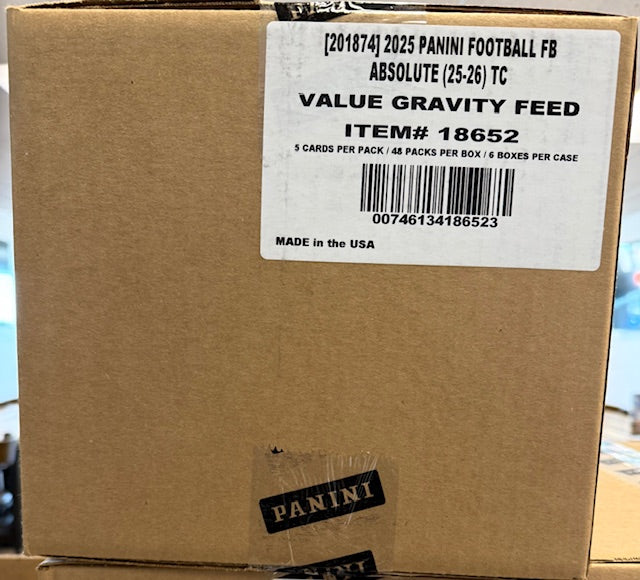 [201874] 2025 PANINI FOOTBALL FB
ABSOLUTE (25-26) TC
VALUE GRAVITY FEED
ITEM# 18652
5 CARDS PER PACK / 48 PACKS PER BOX / 6 BOXES PER CASE
00746134186523
MADE in the USA
PANINI
PANINI